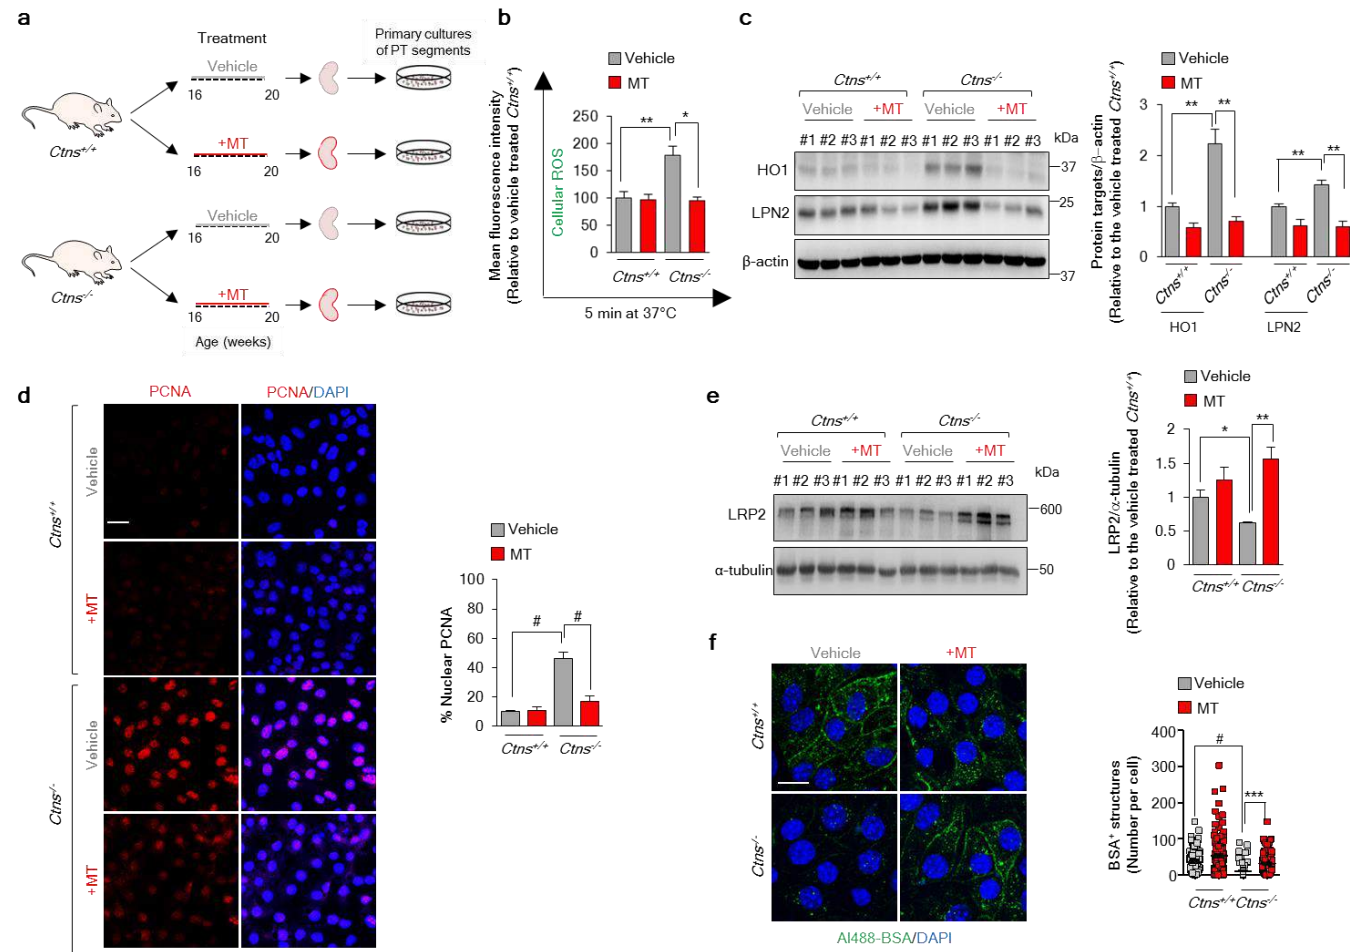 a
Treatment
Primary cultures
of PT segments
Vehicle
16 20
Ctns+/+
+MT
16 20
Vehicle
16 20
Ctns-/-
+MT
16 20
Age (weeks)
b
Vehicle
MT
Mean fluorescence intensity
(Relative to vehicle treated Ctns+/+)
Cellular ROS
250
200
150
100
50
0
** *
Ctns+/+ Ctns-/-
5 min at 37°C
c
Ctns+/+ Ctns-/-
Vehicle +MT Vehicle +MT
#1 #2 #3 #1 #2 #3 #1 #2 #3 #1 #2 #3
kDa
HO1
37
LPN2
25
β-actin
37
Vehicle
MT
Protein targets/β-actin
(Relative to the vehicle treated Ctns+/+)
3
2
1
0
** ** ** **
Ctns+/+ Ctns-/- Ctns+/+ Ctns-/-
HO1 LPN2
d
PCNA PCNA/DAPI
Ctns+/+
Vehicle
+MT
Ctns-/-
Vehicle
+MT
Vehicle
MT
% Nuclear PCNA
100
80
60
40
20
0
# #
Ctns+/+ Ctns-/-
e
Ctns+/+ Ctns-/-
Vehicle +MT Vehicle +MT
#1 #2 #3 #1 #2 #3 #1 #2 #3 #1 #2 #3
kDa
LRP2
600
α-tubulin
50
Vehicle
MT
LRP2/α-tubulin
(Relative to the vehicle treated Ctns+/+)
2
1.5
1
0.5
0
* **
Ctns+/+ Ctns-/-
f
Vehicle +MT
Ctns+/+
Ctns-/-
Al488-BSA/DAPI
Vehicle
MT
BSA+ structures
(Number per cell)
400
300
200
100
0
# ***
Ctns+/+ Ctns-/-